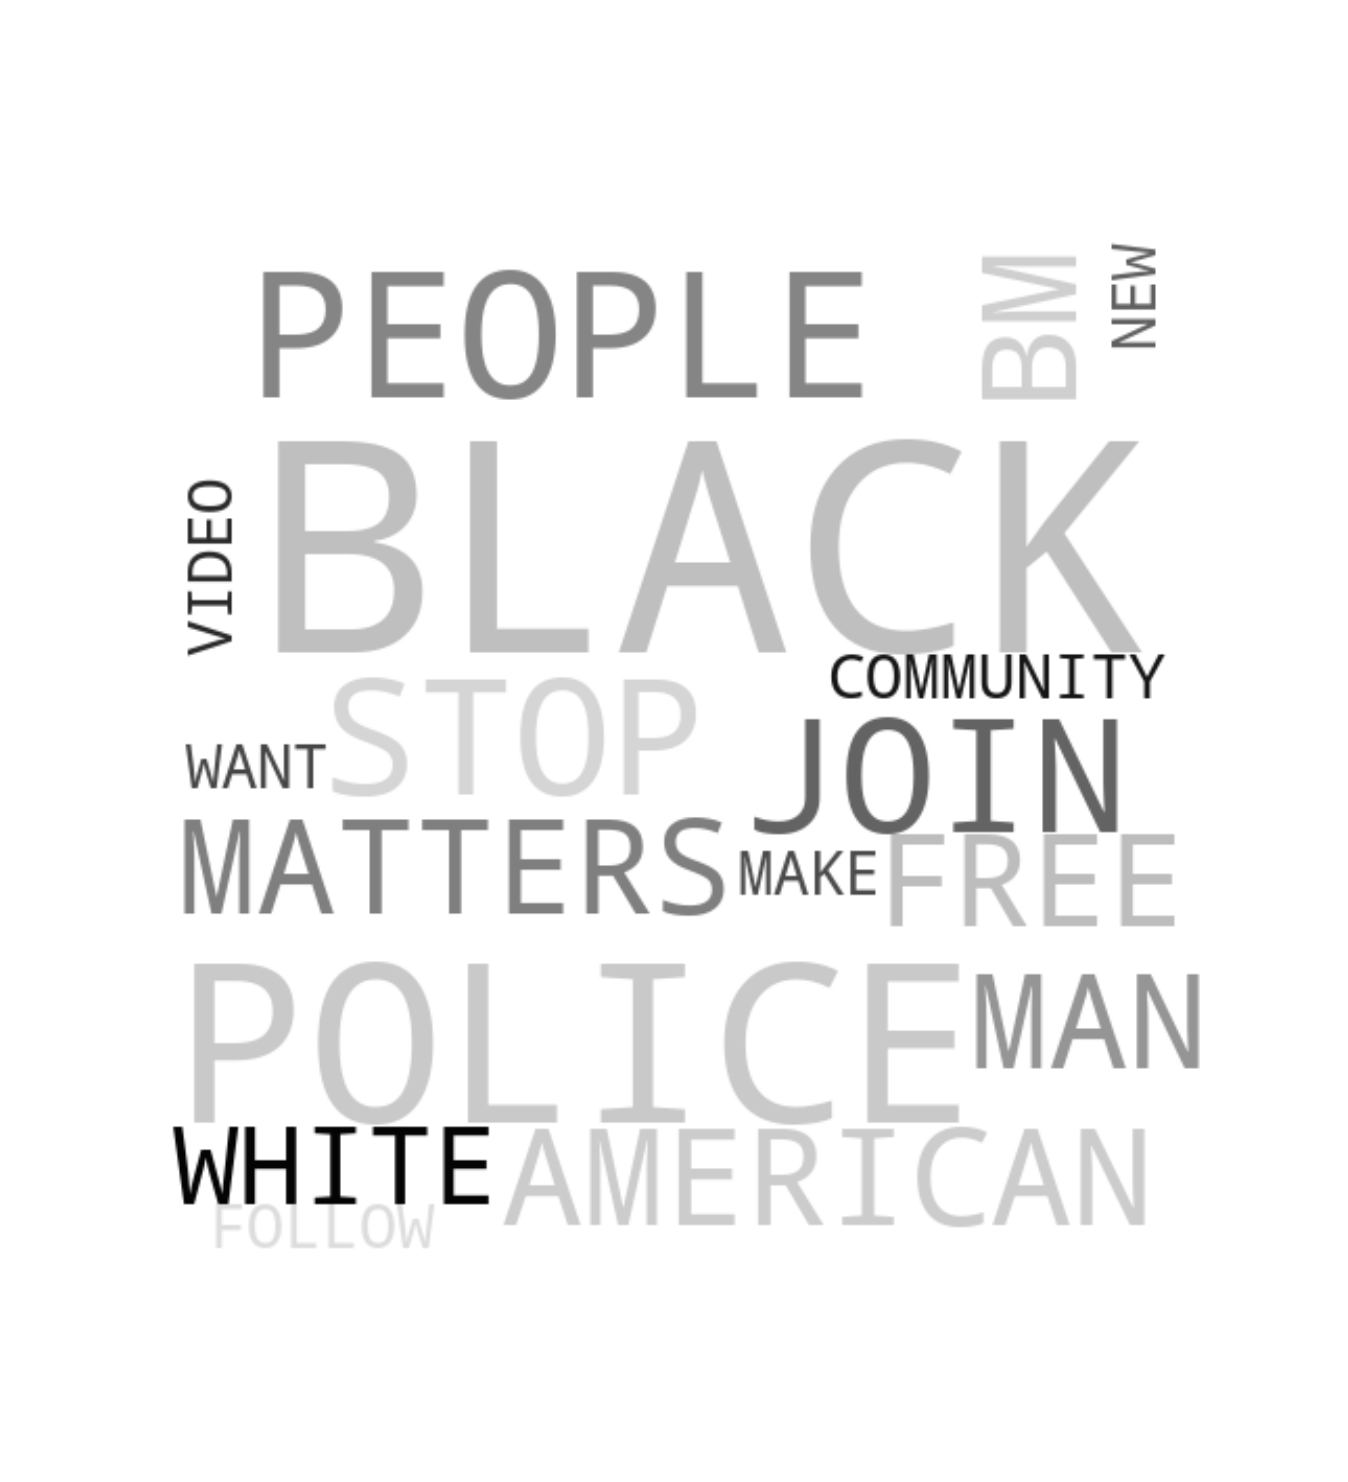 PEOPLE
BM
NEW
VIDEO
BLACK
COMMUNITY
STOP
WANT
JOIN
MATTERS
MAKE
FREE
POLICE
MAN
WHITE
AMERICAN
FOLLOW